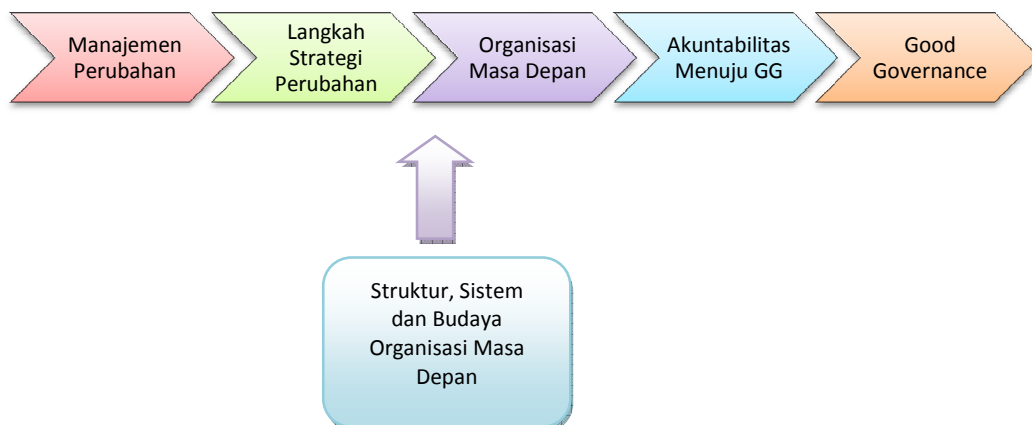 Manajemen
Perubahan
Langkah
Strategi
Perubahan
Organisasi
Masa Depan
Akuntabilitas
Menuju GG
Good
Governance
Struktur, Sistem
dan Budaya
Organisasi Masa
Depan